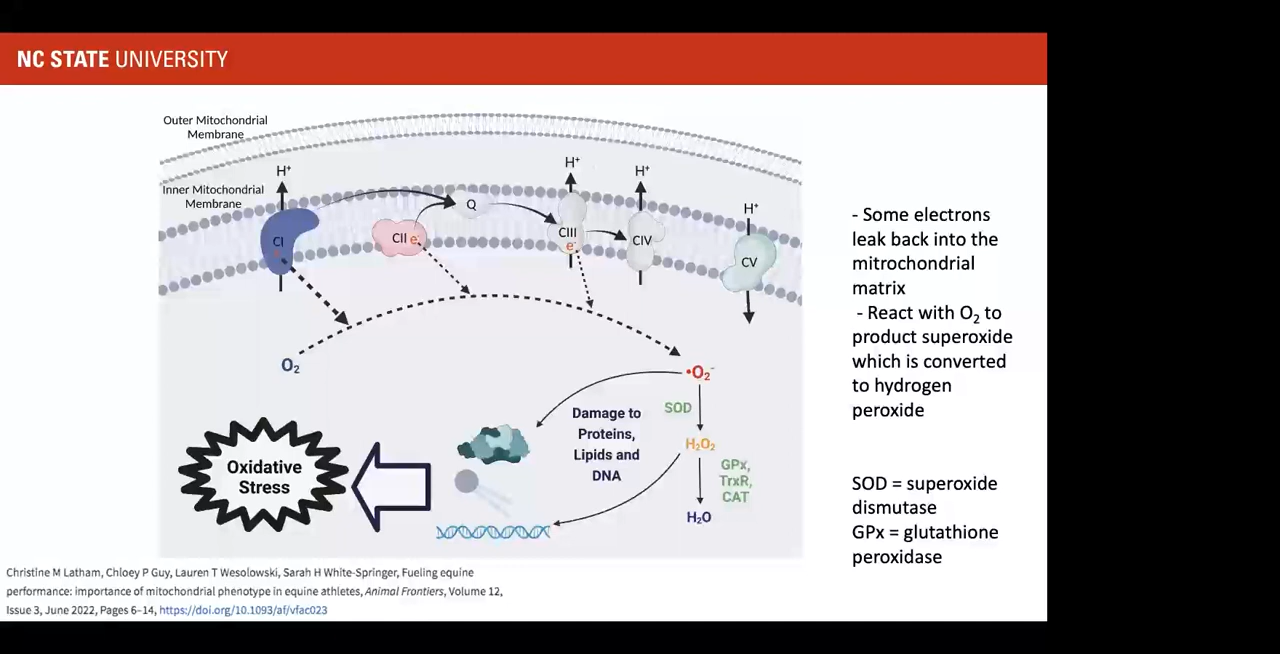 NC STATE UNIVERSITY
Outer Mitochondrial
Membrane
Inner Mitochondrial
Membrane
H⁺
CI
CII e⁻
Q
H⁺
CIII
e⁻
H⁺
CIV
H⁺
CV
O₂
•O₂⁻
SOD
H₂O₂
GPx,
TrxR,
CAT
H₂O
Damage to
Proteins,
Lipids and
DNA
Oxidative
Stress
- Some electrons
leak back into the
mitrochondrial
matrix
- React with O₂ to
product superoxide
which is converted
to hydrogen
peroxide
SOD = superoxide
dismutase
GPx = glutathione
peroxidase
Christine M Latham, Chloey P Guy, Lauren T Wesolowski, Sarah H White-Springer, Fueling equine
performance: importance of mitochondrial phenotype in equine athletes, Animal Frontiers, Volume 12,
Issue 3, June 2022, Pages 6–14, https://doi.org/10.1093/af/vfac023